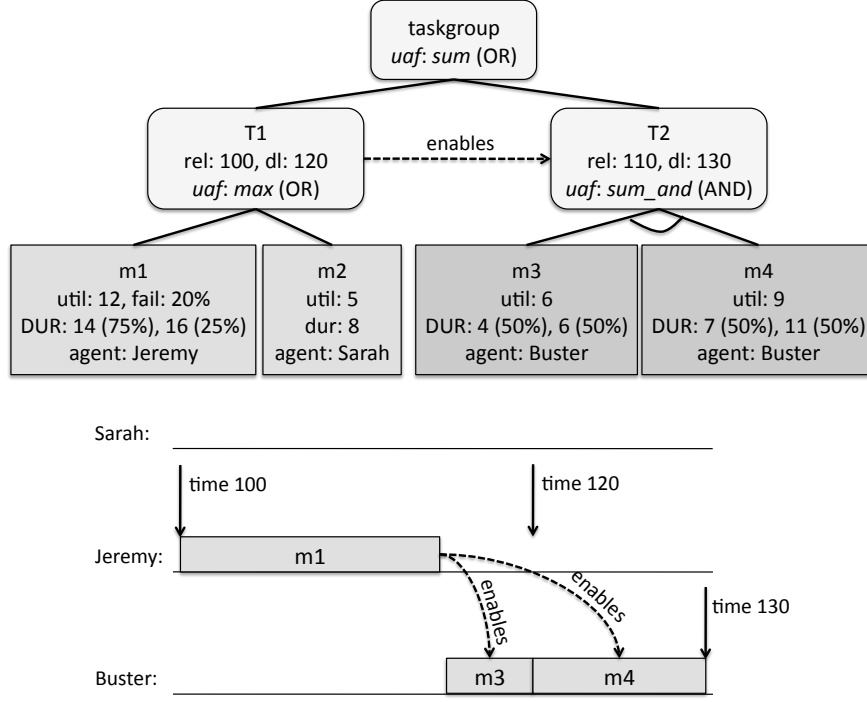 taskgroup
uaf: sum (OR)
T1
rel: 100, dl: 120
uaf: max (OR)
enables
T2
rel: 110, dl: 130
uaf: sum_and (AND)
m1
util: 12, fail: 20%
DUR: 14 (75%), 16 (25%)
agent: Jeremy
m2
util: 5
dur: 8
agent: Sarah
m3
util: 6
DUR: 4 (50%), 6 (50%)
agent: Buster
m4
util: 9
DUR: 7 (50%), 11 (50%)
agent: Buster
Sarah:
time 100
time 120
Jeremy:
m1
enables
enables
time 130
Buster:
m3
m4